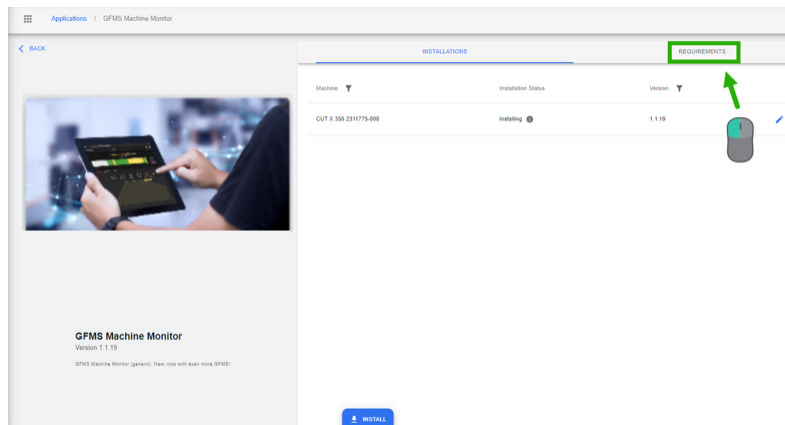 Applications / GFMS Machine Monitor
BACK
INSTALLATIONS
REQUIREMENTS
Machine
Installation Status
Version
CUT X 350 2311775-008
Installing
1.1.19
GFMS Machine Monitor
Version 1.1.19
GFMS Machine Monitor (generic). New, now with even more GFMS!
INSTALL